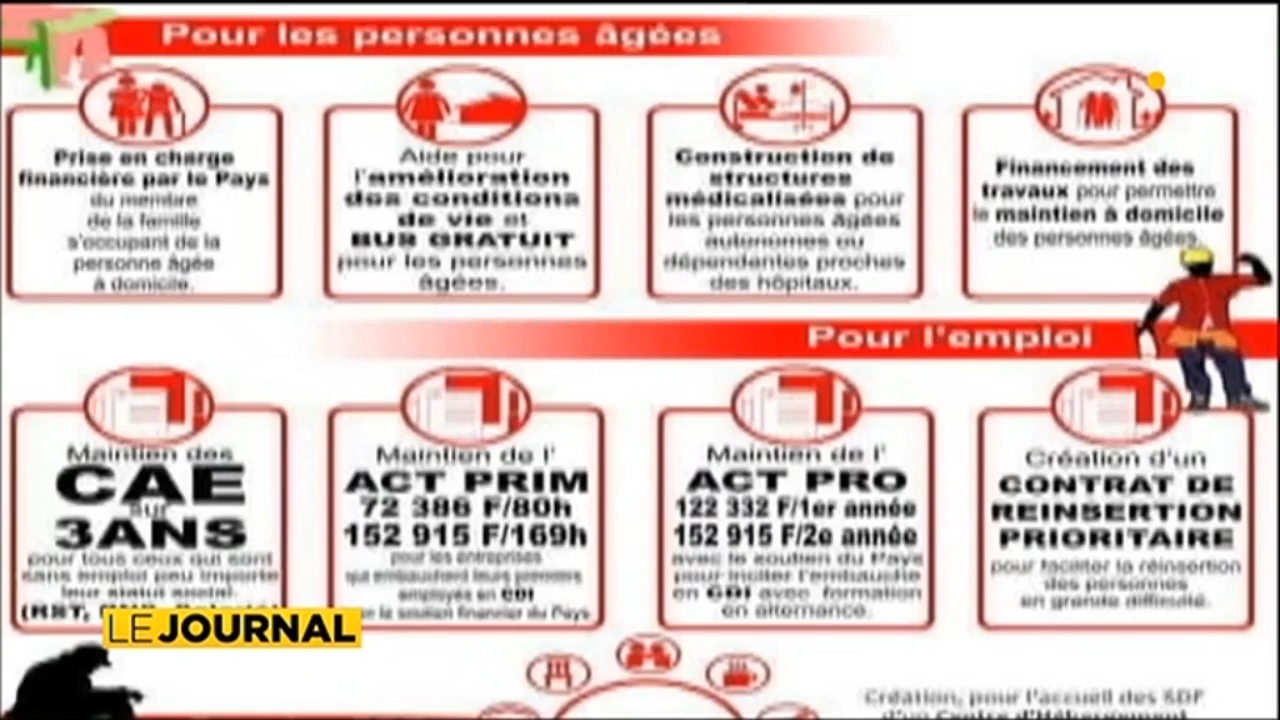 Pour les personnes âgées
Prise en charge
financière par le Pays
du membre
de la famille
s'occupant de la
personne âgée
à domicile.
Aide pour
l'amélioration
des conditions
de vie et
BUS GRATUIT
pour les personnes
âgées.
Construction de
structures
médicalisées pour
les personnes âgées
autonomes ou
dépendantes proches
des hôpitaux.
Financement des
travaux pour permettre
le maintien à domicile
des personnes âgées.
Pour l'emploi
Maintien des
CAE
sur
3ANS
pour tous ceux qui sont
sans emploi peu importe
leur statut social.
(RST,
Maintien de l'
ACT PRIM
72 386 F/80h
152 915 F/169h
pour les entreprises
qui embauchent leurs premiers
employés en CDI
le soutien financier du Pays
Maintien de l'
ACT PRO
122 332 F/1er année
152 915 F/2e année
avec le soutien du Pays
pour inciter l'embauche
en CDI avec formation
en alternance.
Création d'un
CONTRAT DE
REINSERTION
PRIORITAIRE
pour faciliter la réinsertion
des personnes
en grande difficulté.
LE JOURNAL
Création, pour l'accueil des SDF
d'un Centre d'Hébergement